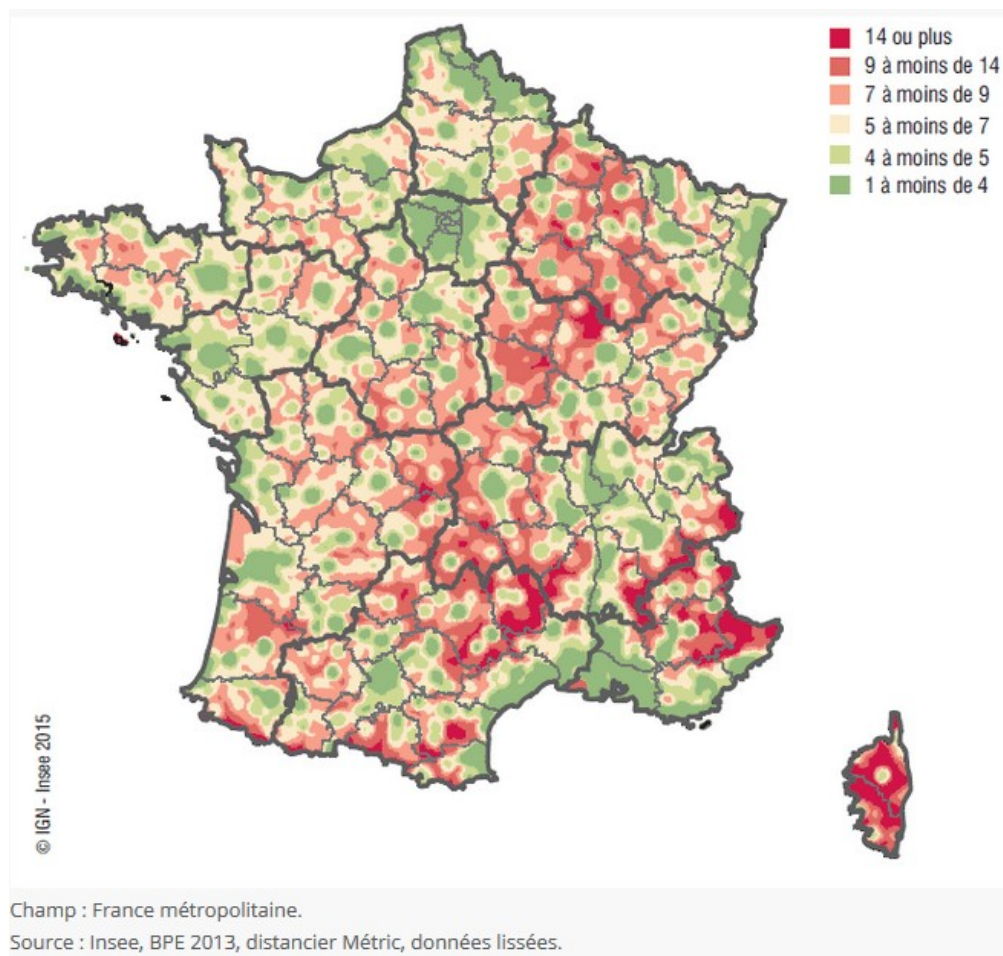 14 ou plus
9 à moins de 14
7 à moins de 9
5 à moins de 7
4 à moins de 5
1 à moins de 4
© IGN - Insee 2015
Champ : France métropolitaine.
Source : Insee, BPE 2013, distancier Métric, données lissées.